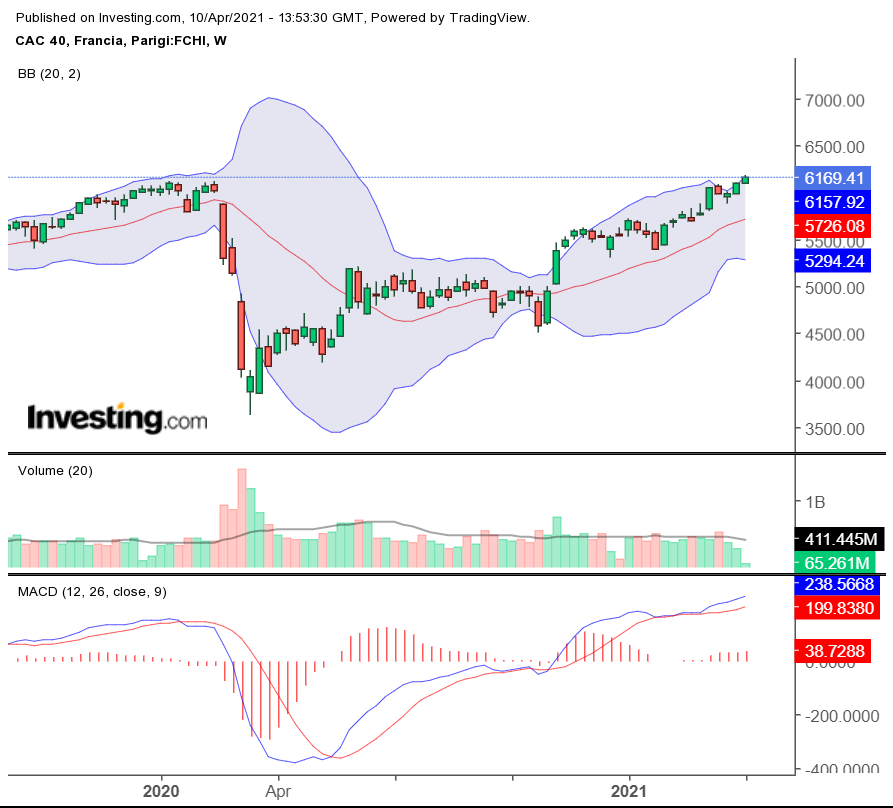 Published on Investing.com, 10/Apr/2021 - 13:53:30 GMT, Powered by TradingView.
CAC 40, Francia, Parigi:FCHI, W
BB (20, 2)
7000.00
6500.00
6169.41
6157.92
5726.08
5500.00
5294.24
5000.00
4500.00
4000.00
3500.00
Investing.com
Volume (20)
1B
411.445M
65.261M
MACD (12, 26, close, 9)
238.5668
199.8380
38.7288
0.0000
-200.0000
-400.0000
2020
Apr
2021